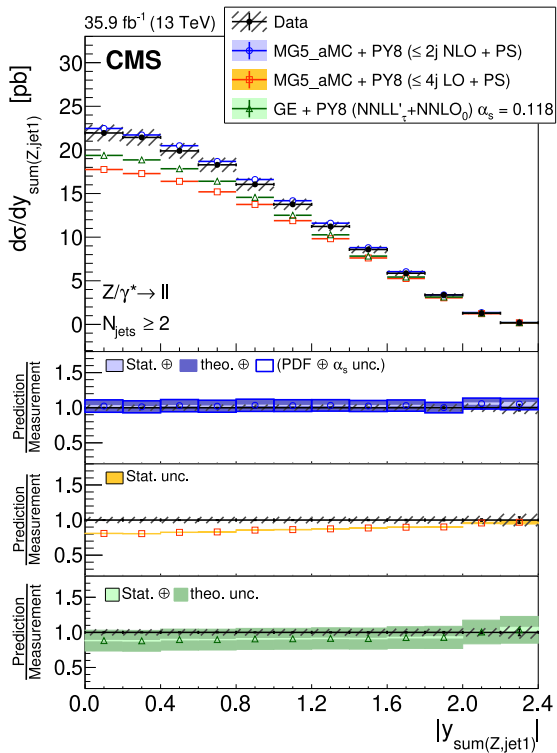 35.9 fb⁻¹ (13 TeV)
CMS
Data
MG5_aMC + PY8 (≤ 2j NLO + PS)
MG5_aMC + PY8 (≤ 4j LO + PS)
GE + PY8 (NNLL'τ+NNLO₀) αs = 0.118
dσ/dy sum(Z,jet1) [pb]
30
25
20
15
10
5
0
Z/γ*→ ll
N jets ≥ 2
Stat. ⊕ theo. ⊕ (PDF ⊕ αs unc.)
Prediction
Measurement
1.5
1.0
0.5
Stat. unc.
Prediction
Measurement
1.5
1.0
0.5
Stat. ⊕ theo. unc.
Prediction
Measurement
1.5
1.0
0.5
0.0 0.4 0.8 1.2 1.6 2.0 2.4
|y sum(Z,jet1)|